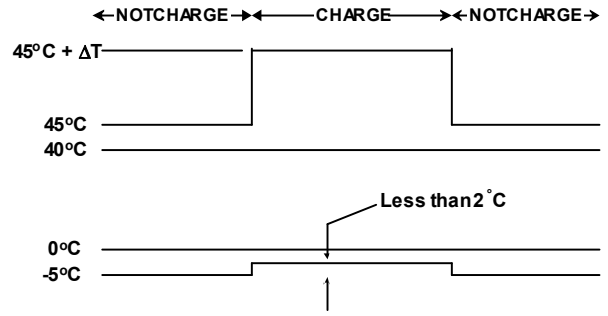 NOTCHARGE CHARGE NOTCHARGE
45°C + ΔT
45°C
40°C
Less than 2°C
0°C
-5°C